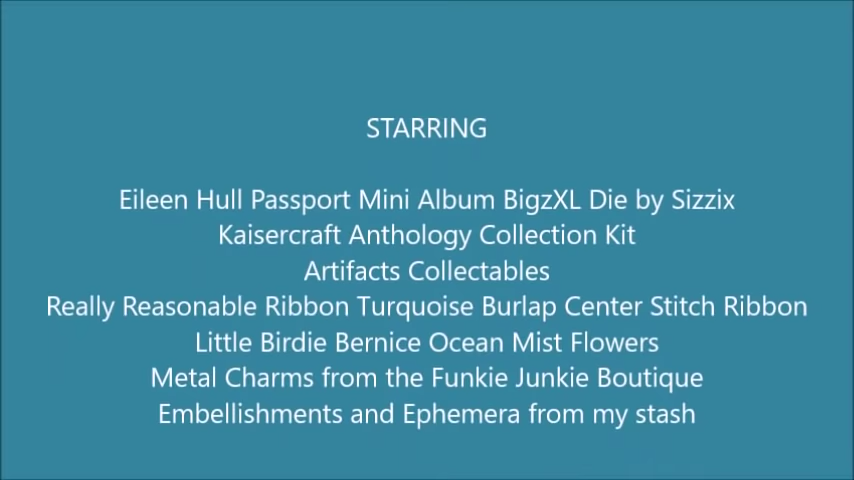 STARRING
Eileen Hull Passport Mini Album BigzXL Die by Sizzix
Kaisercraft Anthology Collection Kit
Artifacts Collectables
Really Reasonable Ribbon Turquoise Burlap Center Stitch Ribbon
Little Birdie Bernice Ocean Mist Flowers
Metal Charms from the Funkie Junkie Boutique
Embellishments and Ephemera from my stash